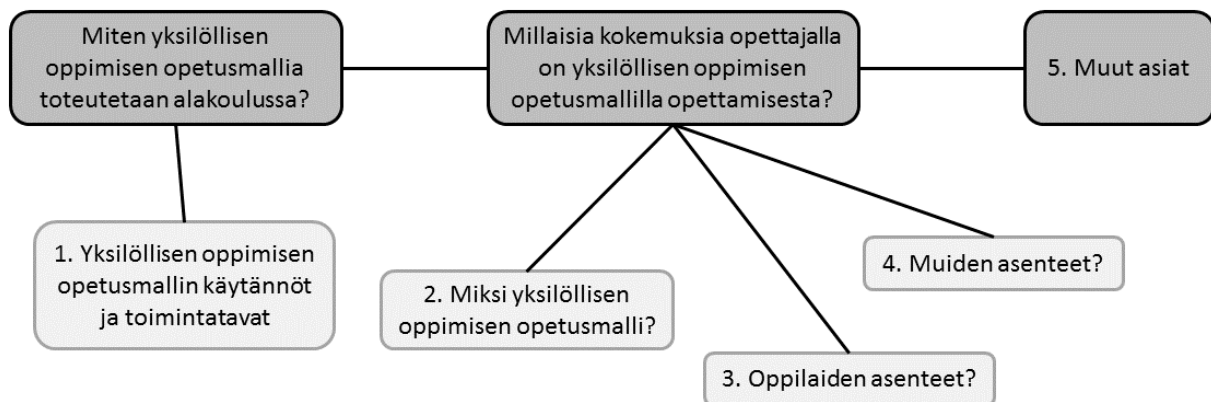 Miten yksilöllisen
oppimisen opetusmallia
toteutetaan alakoulussa?
Millaisia kokemuksia opettajalla
on yksilöllisen oppimisen
opetusmallilla opettamisesta?
5. Muut asiat
1. Yksilöllisen oppimisen
opetusmallin käytännöt
ja toimintatavat
2. Miksi yksilöllisen
oppimisen opetusmalli?
3. Oppilaiden asenteet?
4. Muiden asenteet?